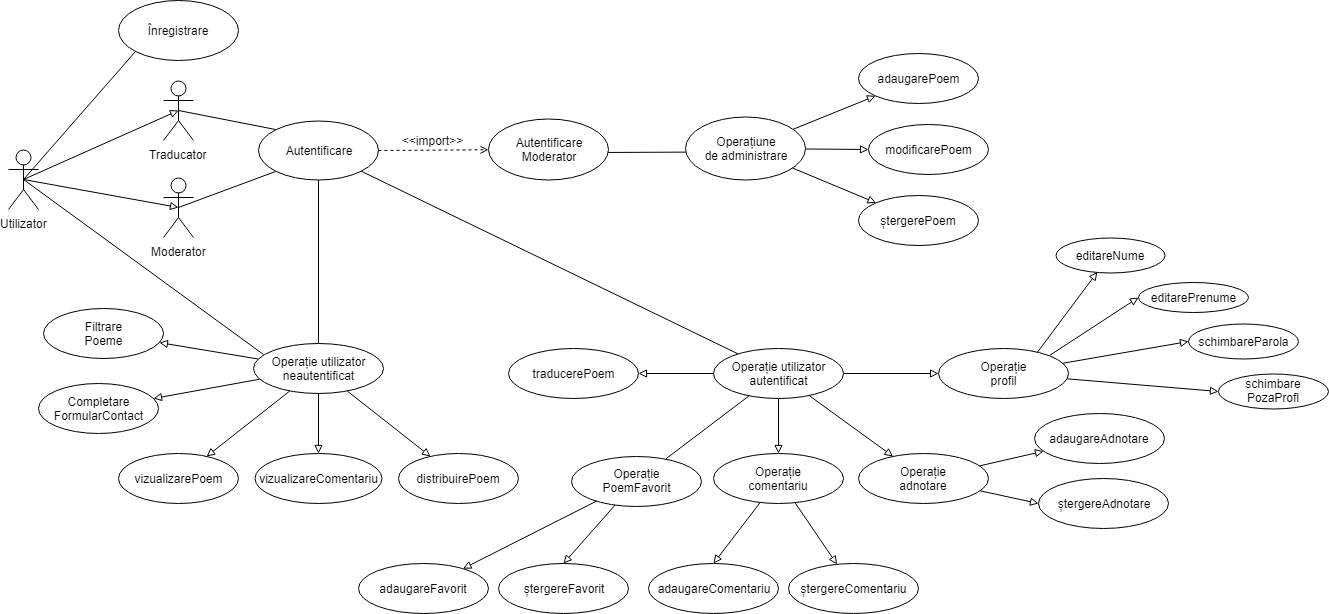 Înregistrare
Traducator
Utilizator
Moderator
Autentificare
<<import>>
Autentificare
Moderator
Operațiune
de administrare
adaugarePoem
modificarePoem
ștergerePoem
editareNume
editarePrenume
schimbareParola
schimbare
PozaProfl
Operație
profil
Operație utilizator
autentificat
traducerePoem
Operație utilizator
neautentificat
Filtrare
Poeme
Completare
FormularContact
vizualizarePoem
vizualizareComentariu
distribuirePoem
Operație
PoemFavorit
Operație
comentariu
Operație
adnotare
adaugareAdnotare
ștergereAdnotare
adaugareFavorit
ștergereFavorit
adaugareComentariu
ștergereComentariu